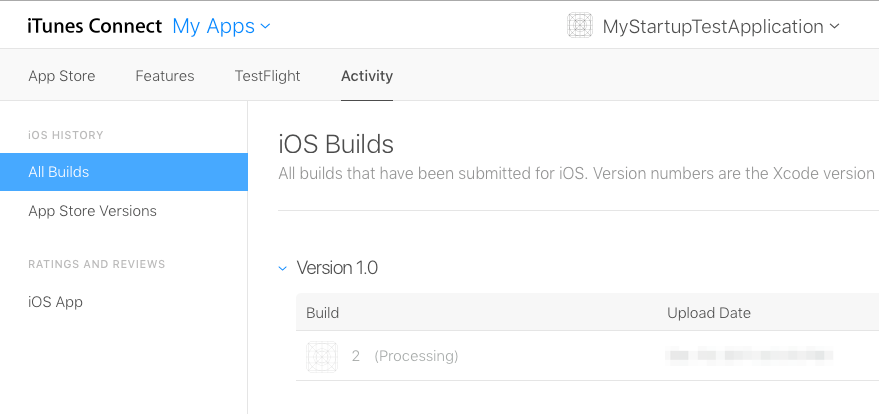 iTunes Connect My Apps MyStartupTestApplication
App Store Features TestFlight Activity
iOS HISTORY
All Builds
App Store Versions
RATINGS AND REVIEWS
iOS App
iOS Builds
All builds that have been submitted for iOS. Version numbers are the Xcode version
Version 1.0
Build Upload Date
2 (Processing)